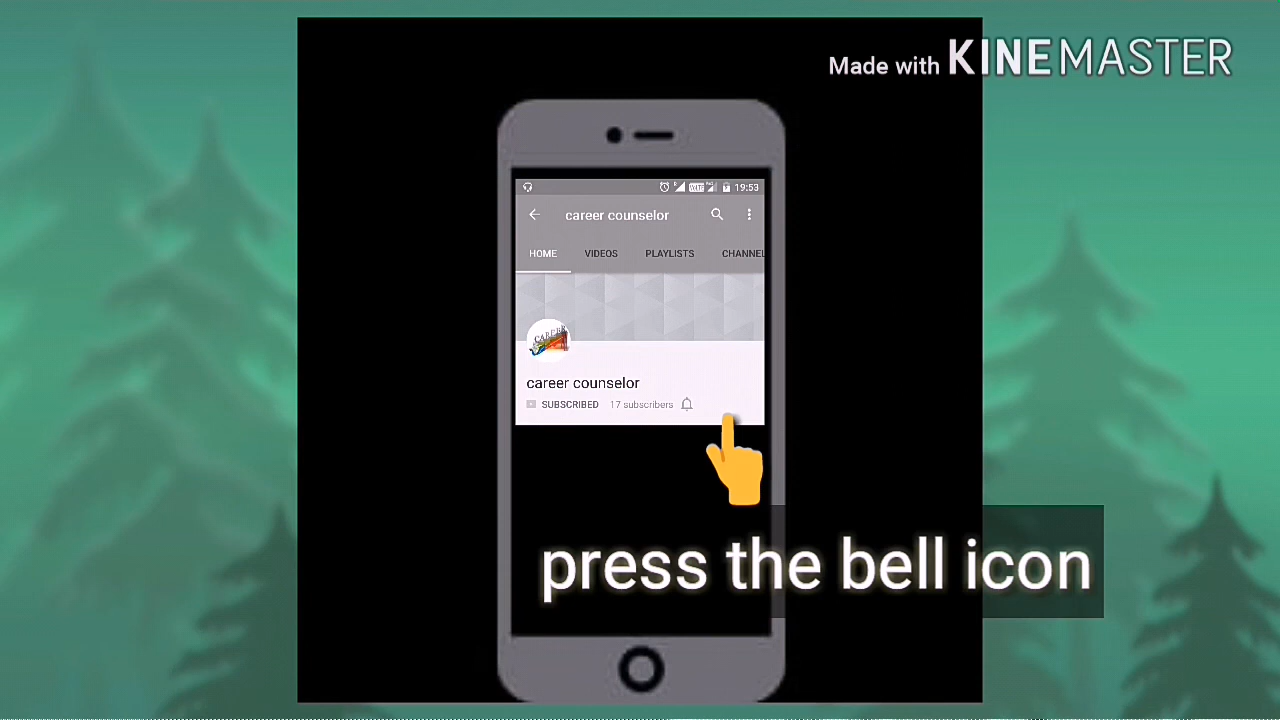 Made with KINEMASTER
19:53
career counselor
HOME VIDEOS PLAYLISTS CHANNEL
CAREER
career counselor
SUBSCRIBED 17 subscribers
press the bell icon